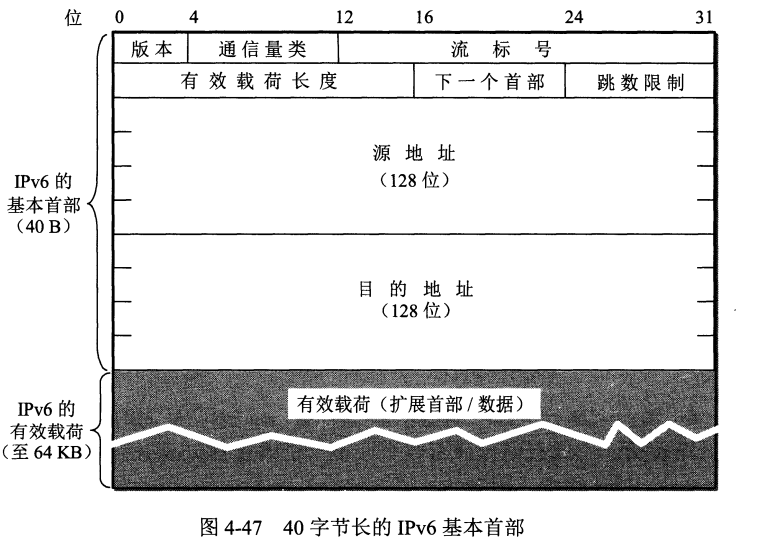 位 0 4 12 16 24 31
版本 通信量类 流标号
有效载荷长度 下一个首部 跳数限制
源地址
（128 位）
IPv6 的
基本首部
（40 B）
目的地址
（128 位）
有效载荷（扩展首部 / 数据）
IPv6 的
有效载荷
（至 64 KB）
图 4-47 40 字节长的 IPv6 基本首部